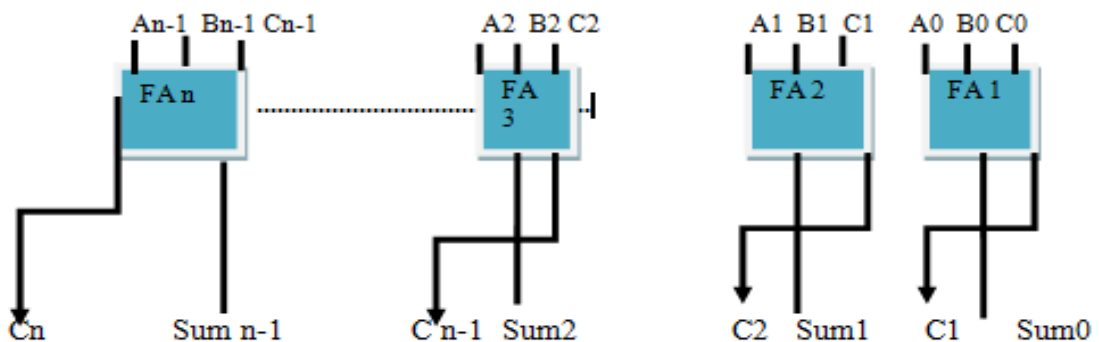 An-1 Bn-1 Cn-1 A2 B2 C2 A1 B1 C1 A0 B0 C0
FA n FA FA 2 FA 1
3
Cn Sum n-1 C n-1 Sum2 C2 Sum1 C1 Sum0